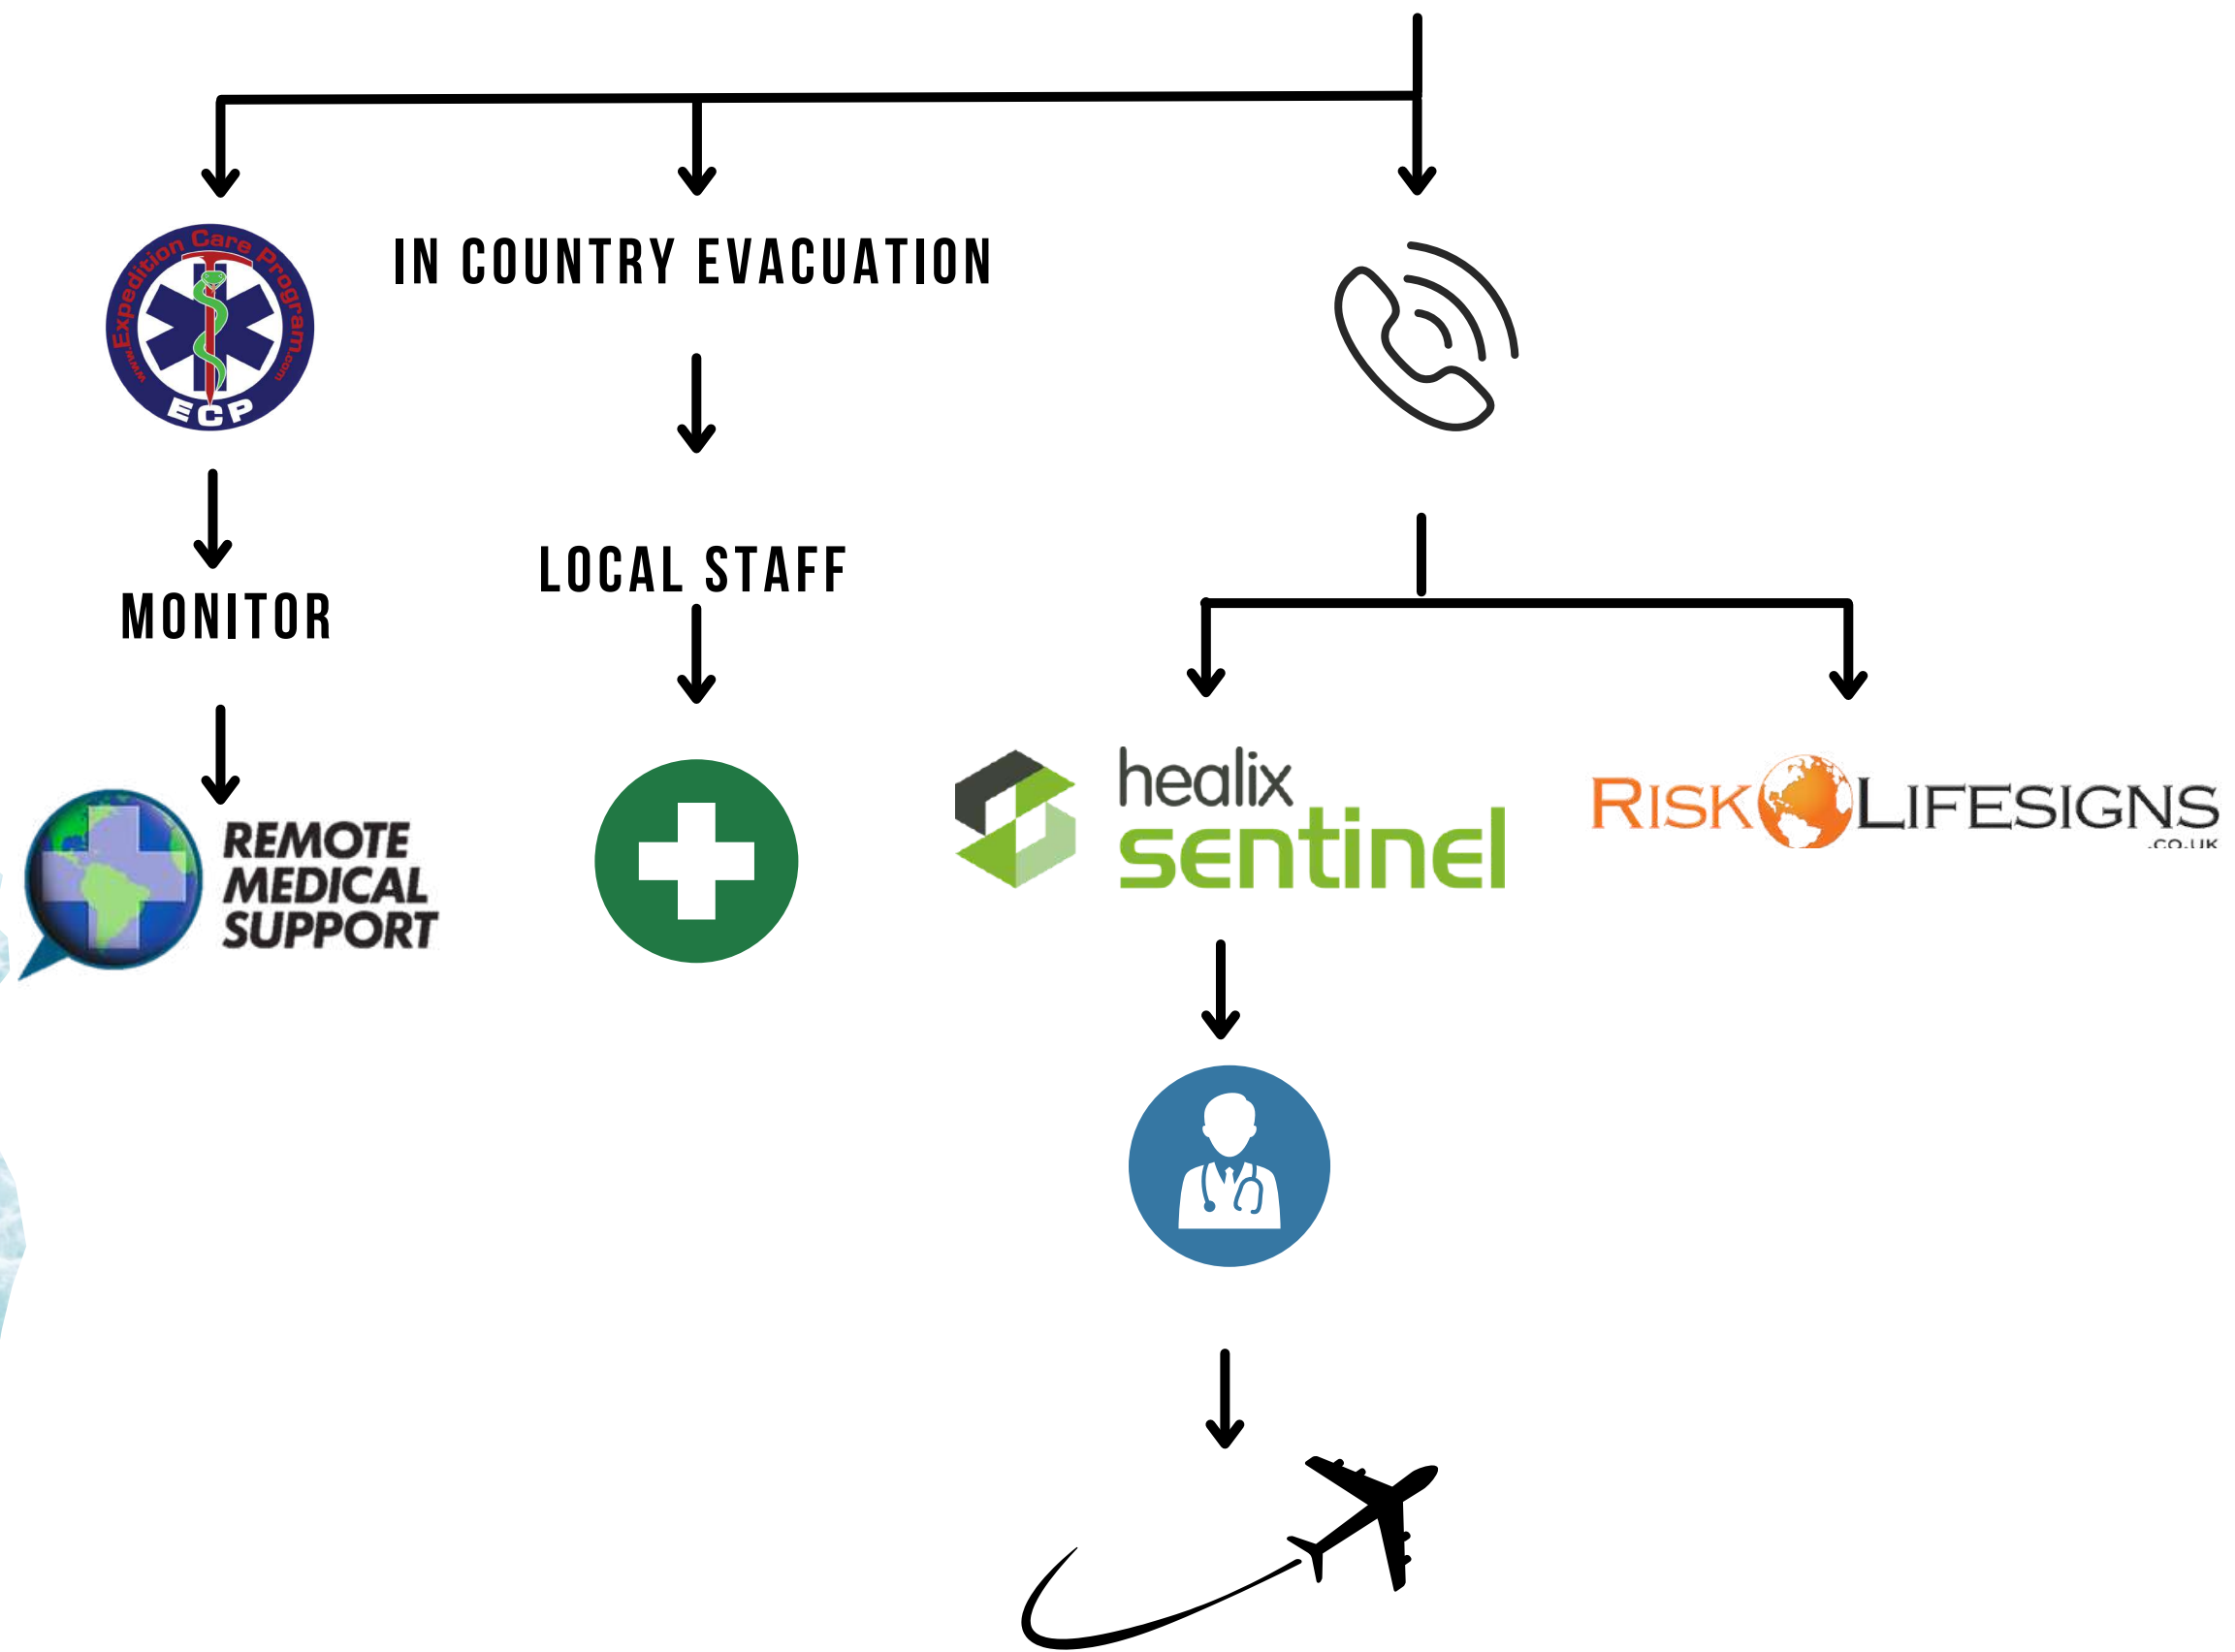 www.Expedition Care Program.com
ECP
IN COUNTRY EVACUATION
LOCAL STAFF
MONITOR
REMOTE
MEDICAL
SUPPORT
healix
sentinel
RISK LIFESIGNS
.CO.UK